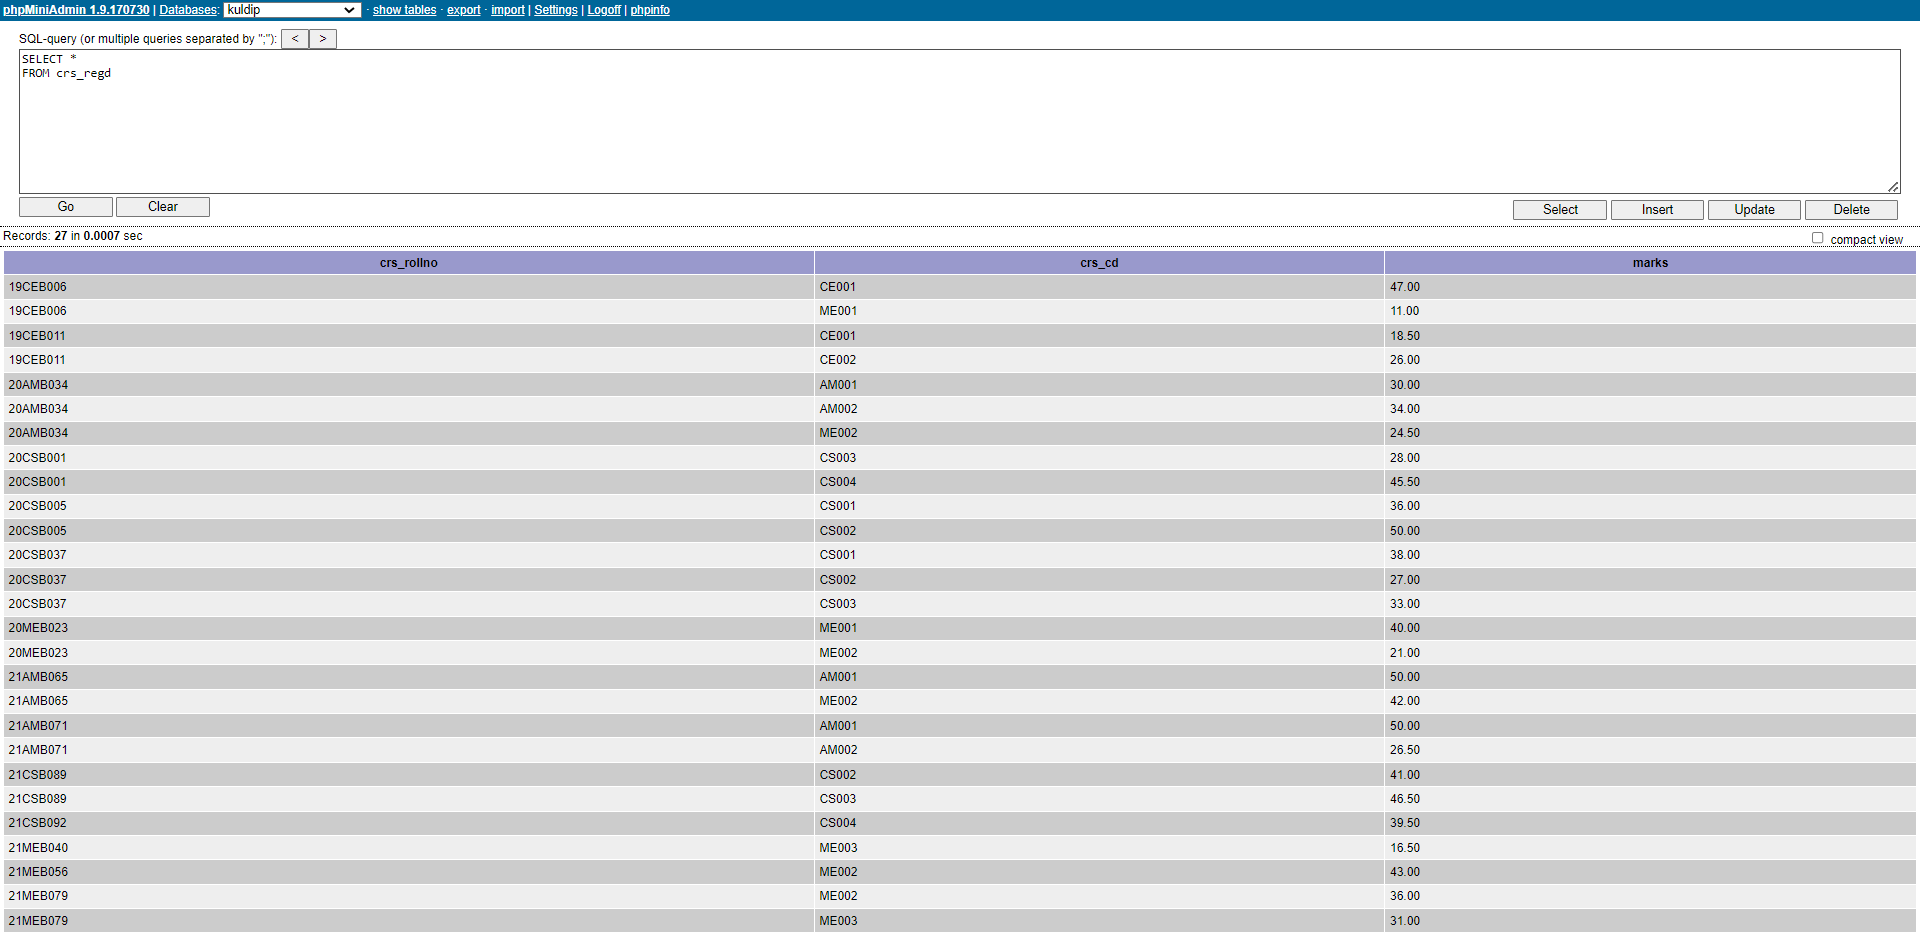 phpMiniAdmin 1.9.170730 | Databases: kuldip · show tables · export · import | Settings | Logoff | phpinfo
SQL-query (or multiple queries separated by ";"): < >
SELECT *
FROM crs_regd
Go Clear Select Insert Update Delete
Records: 27 in 0.0007 sec compact view
crs_rollno crs_cd marks
19CEB006 CE001 47.00
19CEB006 ME001 11.00
19CEB011 CE001 18.50
19CEB011 CE002 26.00
20AMB034 AM001 30.00
20AMB034 AM002 34.00
20AMB034 ME002 24.50
20CSB001 CS003 28.00
20CSB001 CS004 45.50
20CSB005 CS001 36.00
20CSB005 CS002 50.00
20CSB037 CS001 38.00
20CSB037 CS002 27.00
20CSB037 CS003 33.00
20MEB023 ME001 40.00
20MEB023 ME002 21.00
21AMB065 AM001 50.00
21AMB065 ME002 42.00
21AMB071 AM001 50.00
21AMB071 AM002 26.50
21CSB089 CS002 41.00
21CSB089 CS003 46.50
21CSB092 CS004 39.50
21MEB040 ME003 16.50
21MEB056 ME002 43.00
21MEB079 ME002 36.00
21MEB079 ME003 31.00